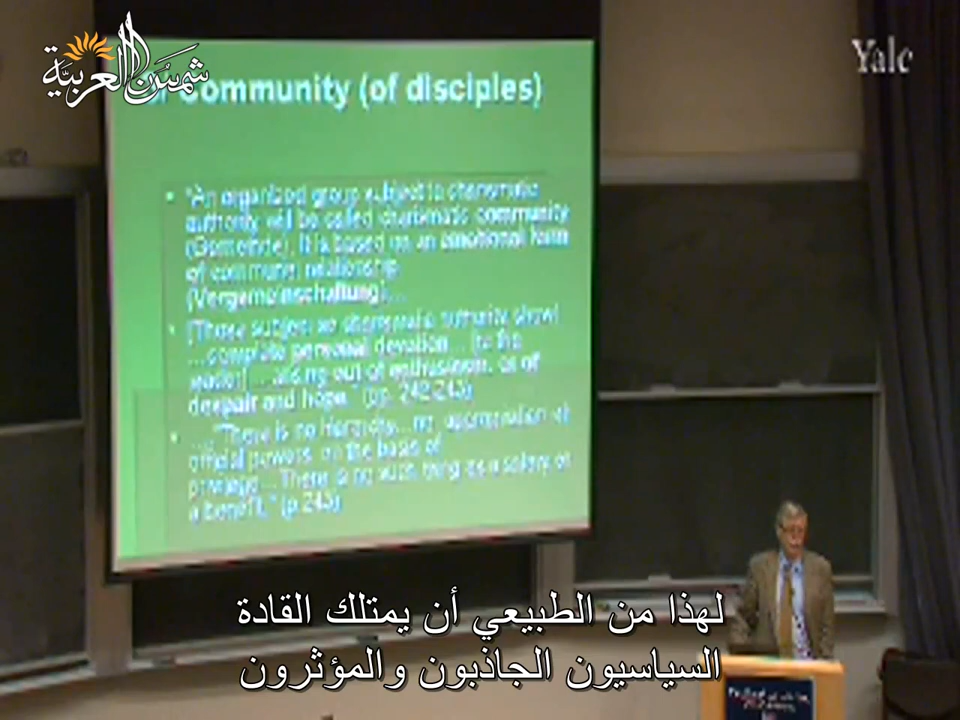 شمس العربية
Yale
Community (of disciples)
• "An organized group subject to charismatic
authority will be called charismatic community
(Gemeinde). It is based on an emotional form
of communal relationship
(Vergemeinschaftung)...
• [Those subject to charismatic authority show]
...complete personal devotion... [to the
leader] ...arising out of enthusiasm, or of
despair and hope." (pp. 242-243)
• ... "There is no hierarchy...no appropriation of
official powers on the basis of
...There is no such thing as a salary or
a benefit." (p.243)
لهذا من الطبيعي أن يمتلك القادة
السياسيون الجاذبون والمؤثرون